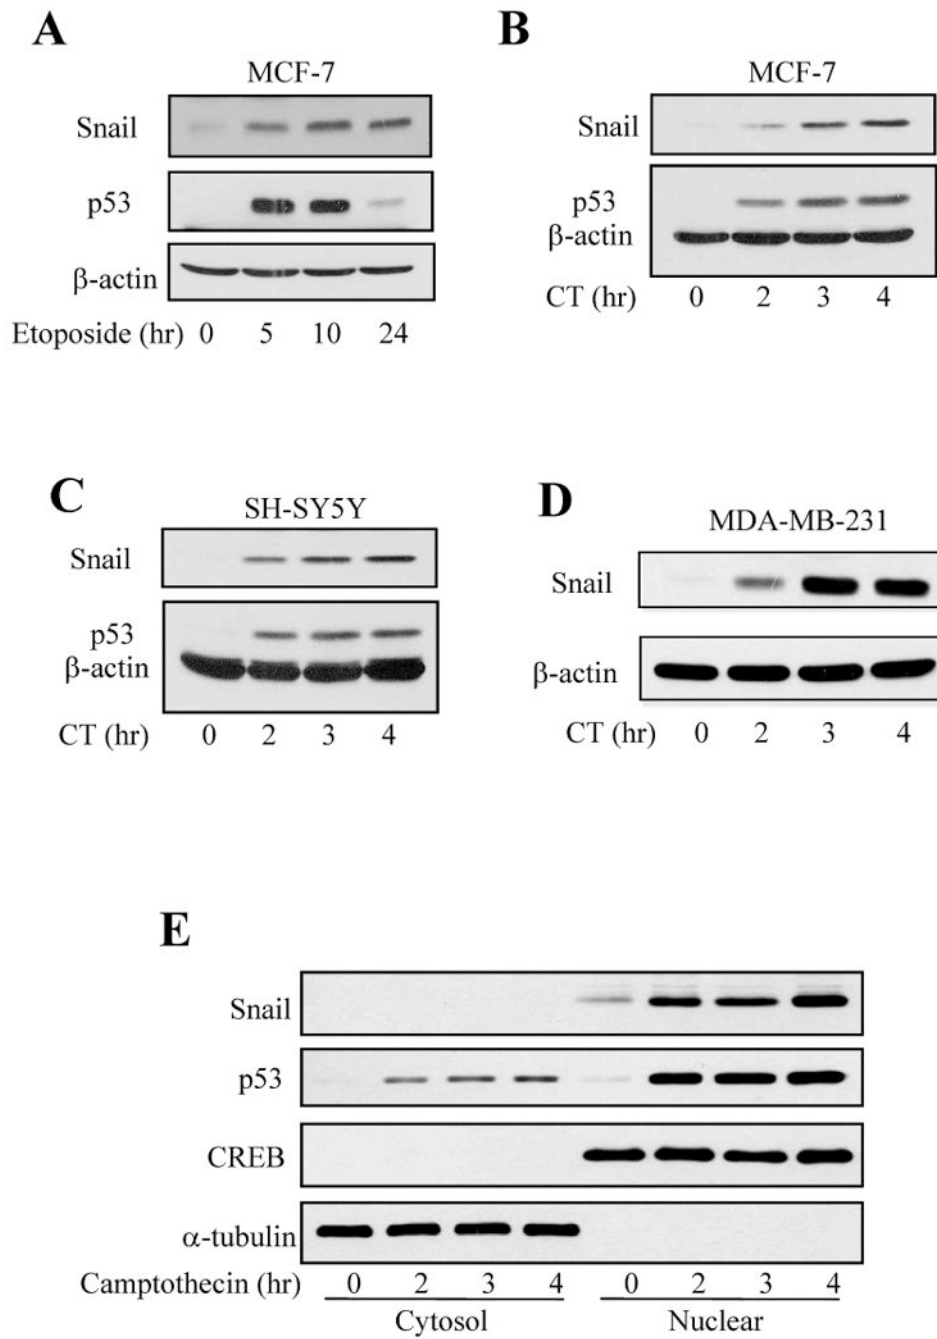 A
MCF-7
Snail
p53
β-actin
Etoposide (hr) 0 5 10 24
B
MCF-7
Snail
p53
β-actin
CT (hr) 0 2 3 4
C
SH-SY5Y
Snail
p53
β-actin
CT (hr) 0 2 3 4
D
MDA-MB-231
Snail
β-actin
CT (hr) 0 2 3 4
E
Snail
p53
CREB
α-tubulin
Camptothecin (hr) 0 2 3 4 0 2 3 4
Cytosol Nuclear